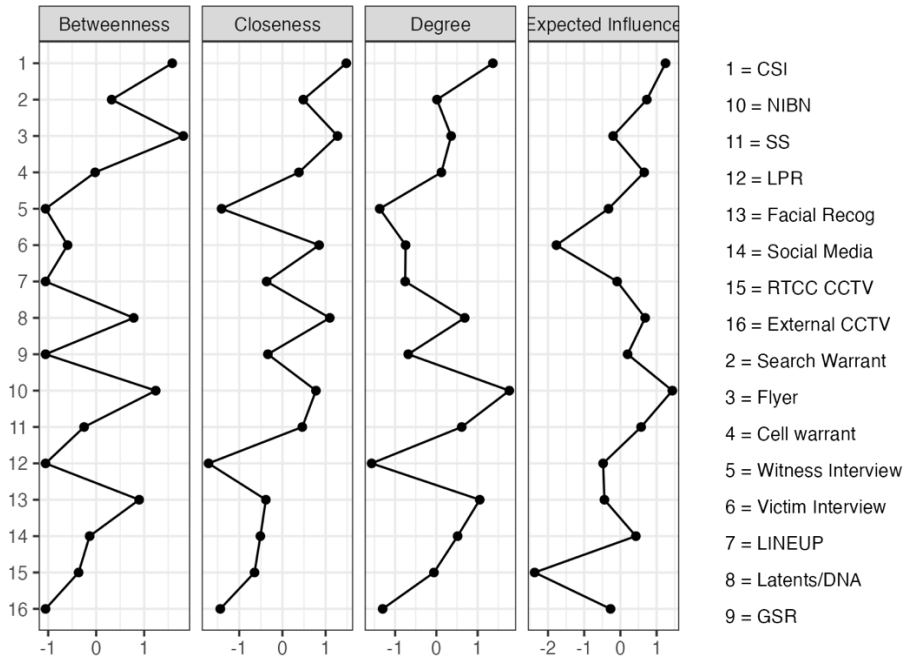 Betweenness Closeness Degree Expected Influence
1
2
3
4
5
6
7
8
9
10
11
12
13
14
15
16
-1 0 1 -1 0 1 -1 0 1 -2 -1 0 1
1 = CSI
10 = NIBN
11 = SS
12 = LPR
13 = Facial Recog
14 = Social Media
15 = RTCC CCTV
16 = External CCTV
2 = Search Warrant
3 = Flyer
4 = Cell warrant
5 = Witness Interview
6 = Victim Interview
7 = LINEUP
8 = Latents/DNA
9 = GSR